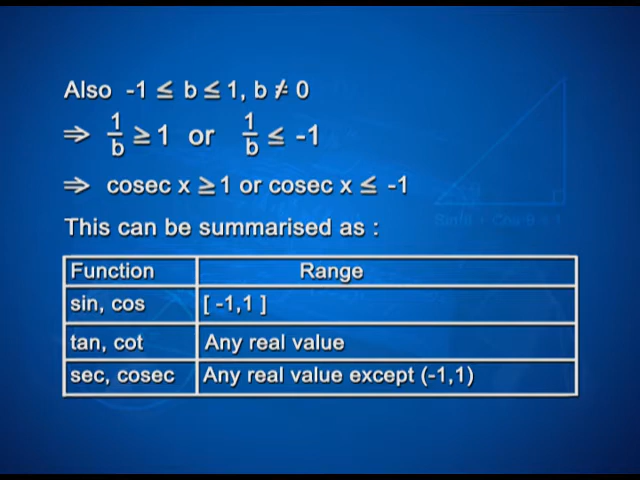 Also -1 ≤ b ≤ 1, b ≠ 0
⇒ 1/b ≥ 1 or 1/b ≤ -1
⇒ cosec x ≥ 1 or cosec x ≤ -1
This can be summarised as :
Function Range
sin, cos [ -1,1 ]
tan, cot Any real value
sec, cosec Any real value except (-1,1)